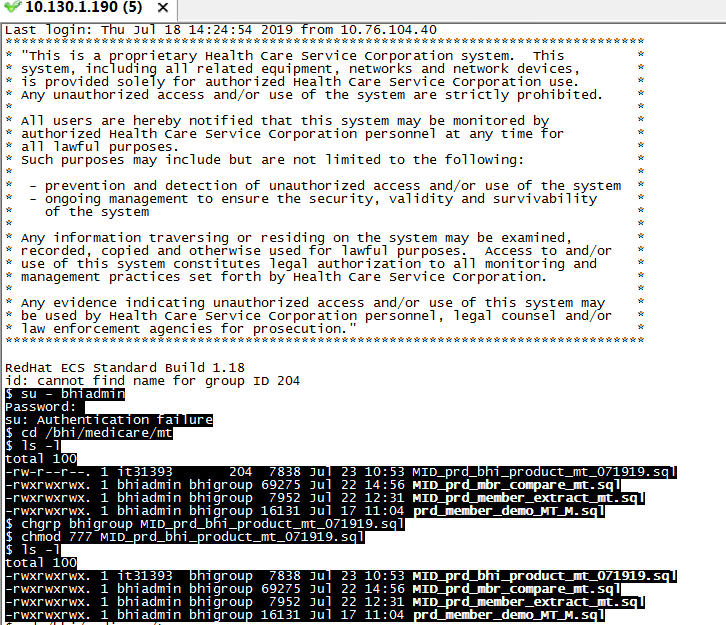 10.130.1.190 (5) ×
Last login: Thu Jul 18 14:24:54 2019 from 10.76.104.40
********************************************************************************
* "This is a proprietary Health Care Service Corporation system.  This         *
* system, including all related equipment, networks and network devices,       *
* is provided solely for authorized Health Care Service Corporation use.       *
* Any unauthorized access and/or use of the system are strictly prohibited.    *
*                                                                              *
* All users are hereby notified that this system may be monitored by           *
* authorized Health Care Service Corporation personnel at any time for         *
* all lawful purposes.                                                         *
* Such purposes may include but are not limited to the following:              *
*                                                                              *
*  - prevention and detection of unauthorized access and/or use of the system  *
*  - ongoing management to ensure the security, validity and survivability     *
*    of the system                                                             *
*                                                                              *
* Any information traversing or residing on the system may be examined,        *
* recorded, copied and otherwise used for lawful purposes.  Access to and/or   *
* use of this system constitutes legal authorization to all monitoring and     *
* management practices set forth by Health Care Service Corporation.           *
*                                                                              *
* Any evidence indicating unauthorized access and/or use of this system may    *
* be used by Health Care Service Corporation personnel, legal counsel and/or   *
* law enforcement agencies for prosecution."                                   *
********************************************************************************
RedHat ECS Standard Build 1.18
id: cannot find name for group ID 204
$ su - bhiadmin
Password:
su: Authentication failure
$ cd /bhi/medicare/mt
$ ls -l
total 100
-rw-r--r--. 1 it31393       204  7838 Jul 23 10:53 MID_prd_bhi_product_mt_071919.sql
-rwxrwxrwx. 1 bhiadmin bhigroup 69275 Jul 22 14:56 MID_prd_mbr_compare_mt.sql
-rwxrwxrwx. 1 bhiadmin bhigroup  7952 Jul 22 12:31 MID_prd_member_extract_mt.sql
-rwxrwxrwx. 1 bhiadmin bhigroup 16131 Jul 17 11:04 prd_member_demo_MT_M.sql
$ chgrp bhigroup MID_prd_bhi_product_mt_071919.sql
$ chmod 777 MID_prd_bhi_product_mt_071919.sql
$ ls -l
total 100
-rwxrwxrwx. 1 it31393  bhigroup  7838 Jul 23 10:53 MID_prd_bhi_product_mt_071919.sql
-rwxrwxrwx. 1 bhiadmin bhigroup 69275 Jul 22 14:56 MID_prd_mbr_compare_mt.sql
-rwxrwxrwx. 1 bhiadmin bhigroup  7952 Jul 22 12:31 MID_prd_member_extract_mt.sql
-rwxrwxrwx. 1 bhiadmin bhigroup 16131 Jul 17 11:04 prd_member_demo_MT_M.sql